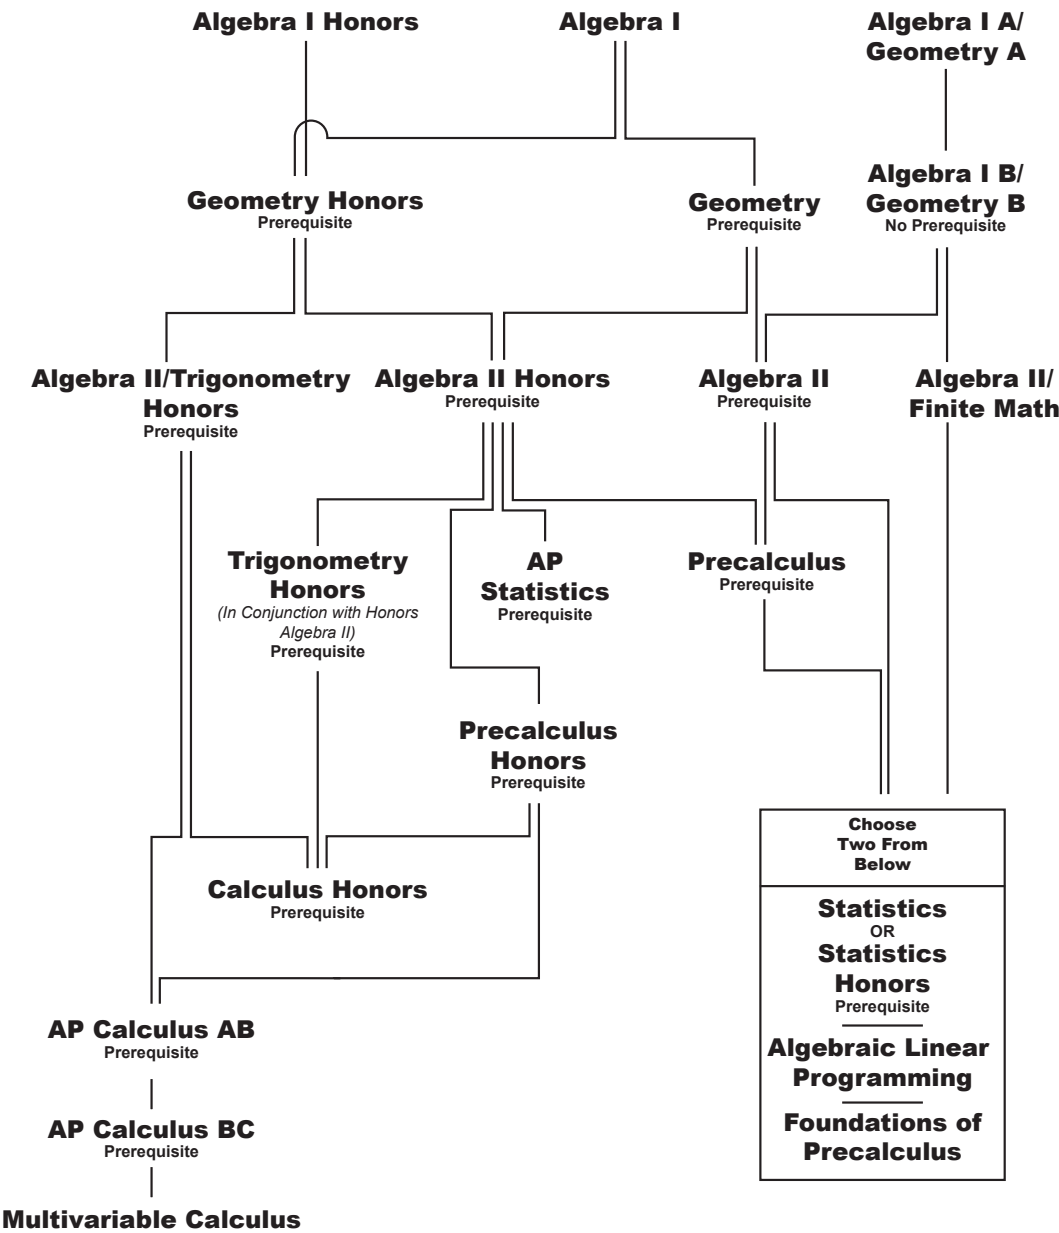 Algebra I Honors
Algebra I
Algebra I A/
Geometry A
Geometry Honors
Prerequisite
Geometry
Prerequisite
Algebra I B/
Geometry B
No Prerequisite
Algebra II/Trigonometry
Honors
Prerequisite
Algebra II Honors
Prerequisite
Algebra II
Prerequisite
Algebra II/
Finite Math
Trigonometry
Honors
(In Conjunction with Honors
Algebra II)
Prerequisite
AP
Statistics
Prerequisite
Precalculus
Prerequisite
Precalculus
Honors
Prerequisite
Calculus Honors
Prerequisite
AP Calculus AB
Prerequisite
AP Calculus BC
Prerequisite
Multivariable Calculus
Choose
Two From
Below
Statistics
OR
Statistics
Honors
Prerequisite
Algebraic Linear
Programming
Foundations of
Precalculus